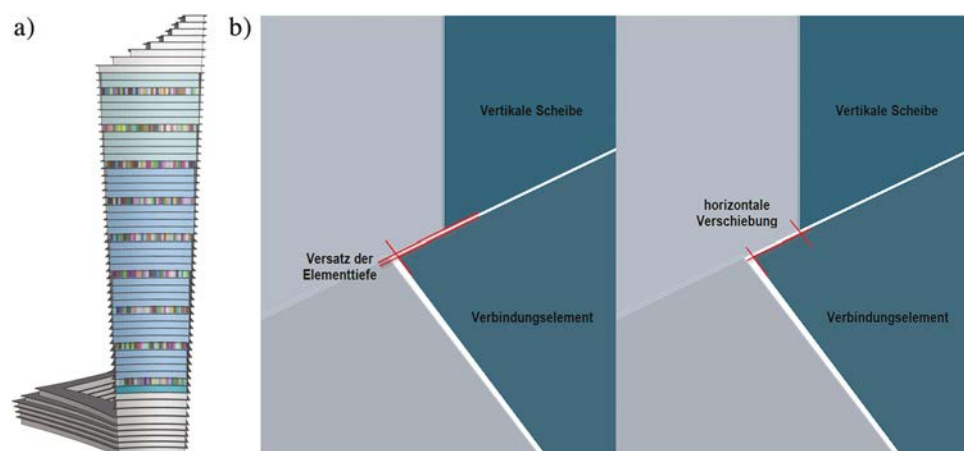 a)
b)
Vertikale Scheibe
Versatz der
Elementtiefe
Verbindungselement
Vertikale Scheibe
horizontale
Verschiebung
Verbindungselement